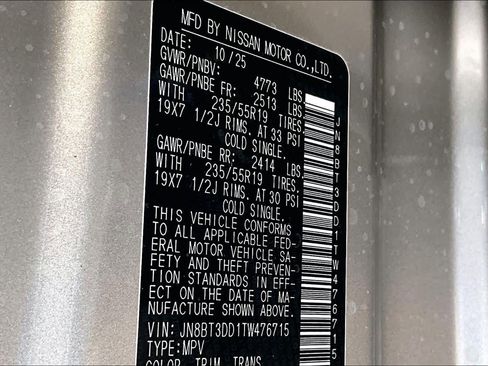 MFD BY NISSAN MOTOR CO.,LTD.
DATE: 10/25
GVWR/PNBV: 4773 LBS.
GAWR/PNBE FR: 2513 LBS.
WITH 235/55R19 TIRES.
19X7 1/2J RIMS. AT 33 PSI
COLD SINGLE.
GAWR/PNBE RR: 2414 LBS.
WITH 235/55R19 TIRES.
19X7 1/2J RIMS. AT 30 PSI
COLD SINGLE.
THIS VEHICLE CONFORMS
TO ALL APPLICABLE FED-
ERAL MOTOR VEHICLE SA-
FETY AND THEFT PREVEN-
TION STANDARDS IN EFF-
ECT ON THE DATE OF MA-
NUFACTURE SHOWN ABOVE.
VIN: JN8BT3DD1TW476715
TYPE:MPV
COLOR TRIM TRANS
JN8BT3DD1TW476715